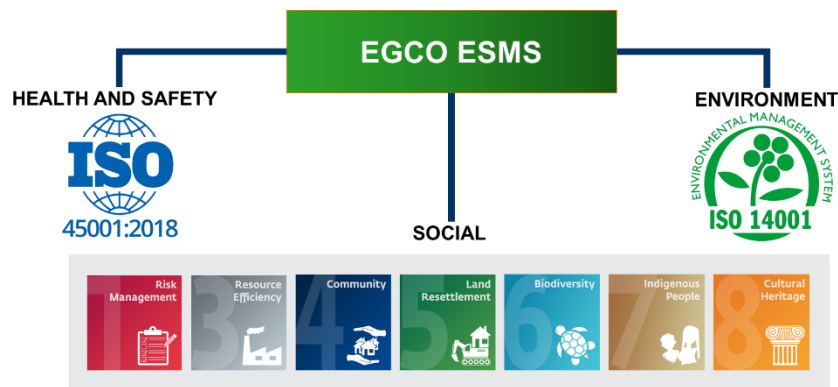 EGCO ESMS
HEALTH AND SAFETY
ISO
45001:2018
ENVIRONMENT
ENVIRONMENTAL MANAGEMENT SYSTEM
ISO 14001
SOCIAL
1
Risk
Management
3
Resource
Efficiency
4
Community
5
Land
Resettlement
6
Biodiversity
7
Indigenous
People
8
Cultural
Heritage